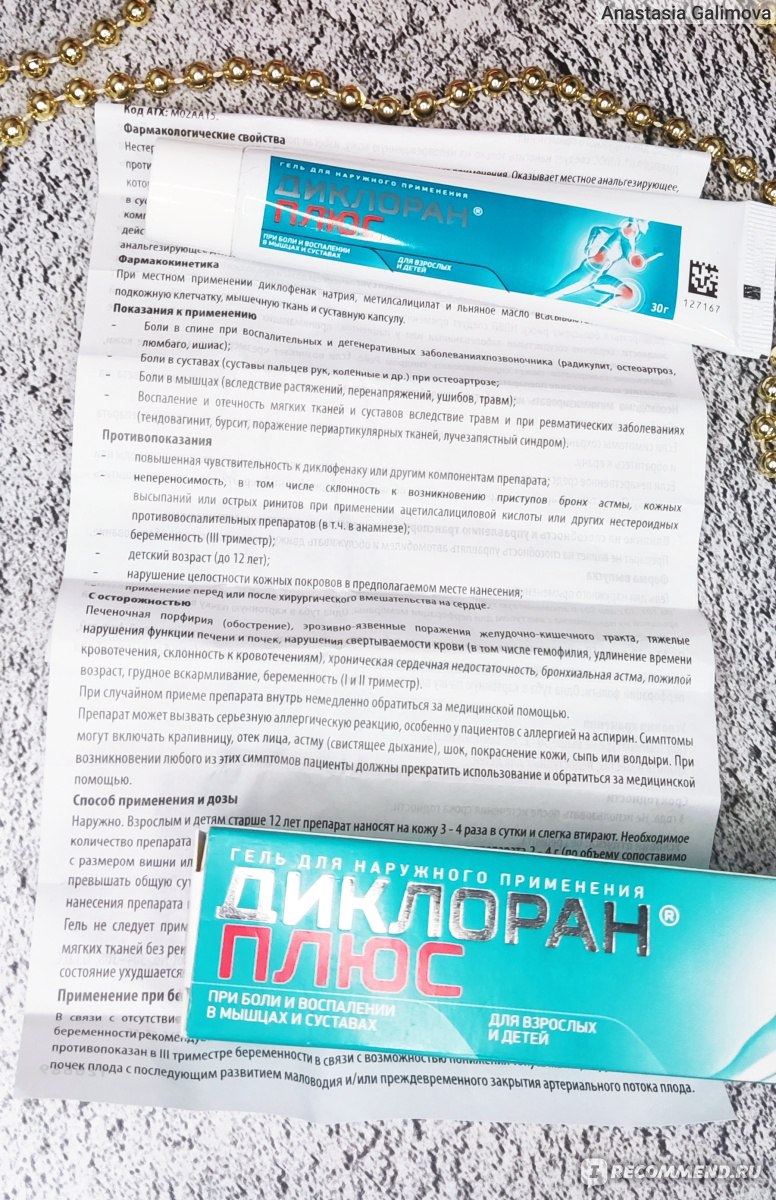 Anastasia Galimova
Код АТХ: M02AA15.
Фармакологические свойства
Оказывает местное анальгезирующее,
ГЕЛЬ ДЛЯ НАРУЖНОГО ПРИМЕНЕНИЯ
ДИКЛОРАН®
ПЛЮС
ПРИ БОЛИ И ВОСПАЛЕНИИ
В МЫШЦАХ И СУСТАВАХ
ДЛЯ ВЗРОСЛЫХ
И ДЕТЕЙ
30 г
127167
Фармакокинетика
При местном применении диклофенак натрия, метилсалицилат и льняное масло
подкожную клетчатку, мышечную ткань и суставную капсулу.
Показания к применению
- Боли в спине при воспалительных и дегенеративных заболеванияхпозвоночника (радикулит, остеоартроз,
люмбаго, ишиас);
- Боли в суставах (суставы пальцев рук, коленные и др.) при остеоартрозе;
- Боли в мышцах (вследствие растяжений, перенапряжений, ушибов, травм);
- Воспаление и отечность мягких тканей и суставов вследствие травм и при ревматических заболеваниях
(тендовагинит, бурсит, поражение периартикулярных тканей, лучезапястный синдром).
Противопоказания
- повышенная чувствительность к диклофенаку или другим компонентам препарата;
- непереносимость, в том числе склонность к возникновению приступов бронх астмы, кожных
высыпаний или острых ринитов при применении ацетилсалициловой кислоты или других нестероидных
противовоспалительных препаратов (в т.ч. в анамнезе);
- беременность (III триместр);
- детский возраст (до 12 лет);
- нарушение целостности кожных покровов в предполагаемом месте нанесения;
- применение перед или после хирургического вмешательства на сердце.
С осторожностью
Печеночная порфирия (обострение), эрозивно-язвенные поражения желудочно-кишечного тракта, тяжелые
нарушения функции печени и почек, нарушения свертываемости крови (в том числе гемофилия, удлинение времени
кровотечения, склонность к кровотечениям), хроническая сердечная недостаточность, бронхиальная астма, пожилой
возраст, грудное вскармливание, беременность (I и II триместр).
При случайном приеме препарата внутрь немедленно обратиться за медицинской помощью.
Препарат может вызвать серьезную аллергическую реакцию, особенно у пациентов с аллергией на аспирин. Симптомы
могут включать крапивницу, отек лица, астму (свистящее дыхание), шок, покраснение кожи, сыпь или волдыри. При
возникновении любого из этих симптомов пациенты должны прекратить использование и обратиться за медицинской
помощью.
Способ применения и дозы
Наружно. Взрослым и детям старше 12 лет препарат наносят на кожу 3 - 4 раза в сутки и слегка втирают. Необходимое
количество препарата 2 - 4 г (по объему сопоставимо
с размером вишни
превышать общую
нанесения препарата
Гель не следует
мягких тканей без
состояние ухудшается
Применение при
В связи с
беременности
противопоказан в III триместре беременности в связи с возможностью
почек плода с последующим развитием маловодия и/или преждевременного закрытия артериального потока плода.
ГЕЛЬ ДЛЯ НАРУЖНОГО ПРИМЕНЕНИЯ
ДИКЛОРАН®
ПЛЮС
ПРИ БОЛИ И ВОСПАЛЕНИИ
В МЫШЦАХ И СУСТАВАХ
ДЛЯ ВЗРОСЛЫХ
И ДЕТЕЙ
IRECOMMEND.RU